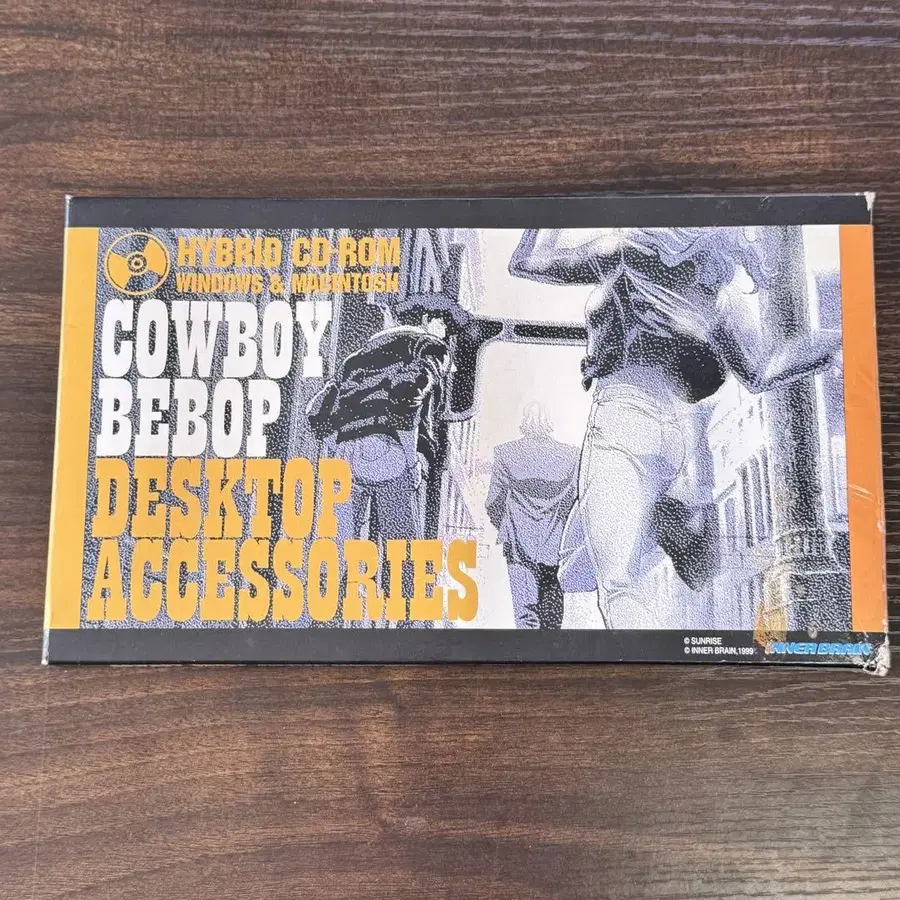 HYBRID CD-ROM
WINDOWS & MACINTOSH
COWBOY
BEBOP
DESKTOP
ACCESSORIES
© SUNRISE
© INNER BRAIN,1999
INNER BRAIN